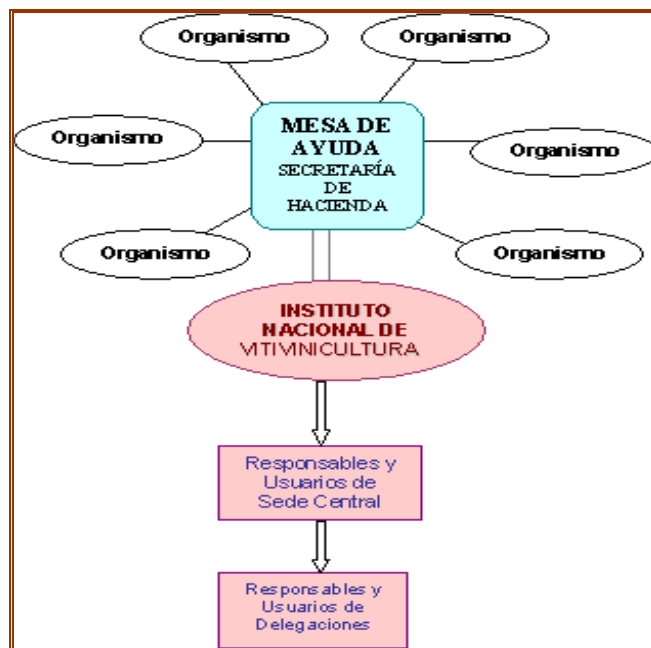 Organismo
Organismo
Organismo
MESA DE
AYUDA
SECRETARÍA
DE
HACIENDA
Organismo
Organismo
Organismo
INSTITUTO
NACIONAL DE
VITIVINICULTURA
Responsables y
Usuarios de
Sede Central
Responsables y
Usuarios de
Delegaciones